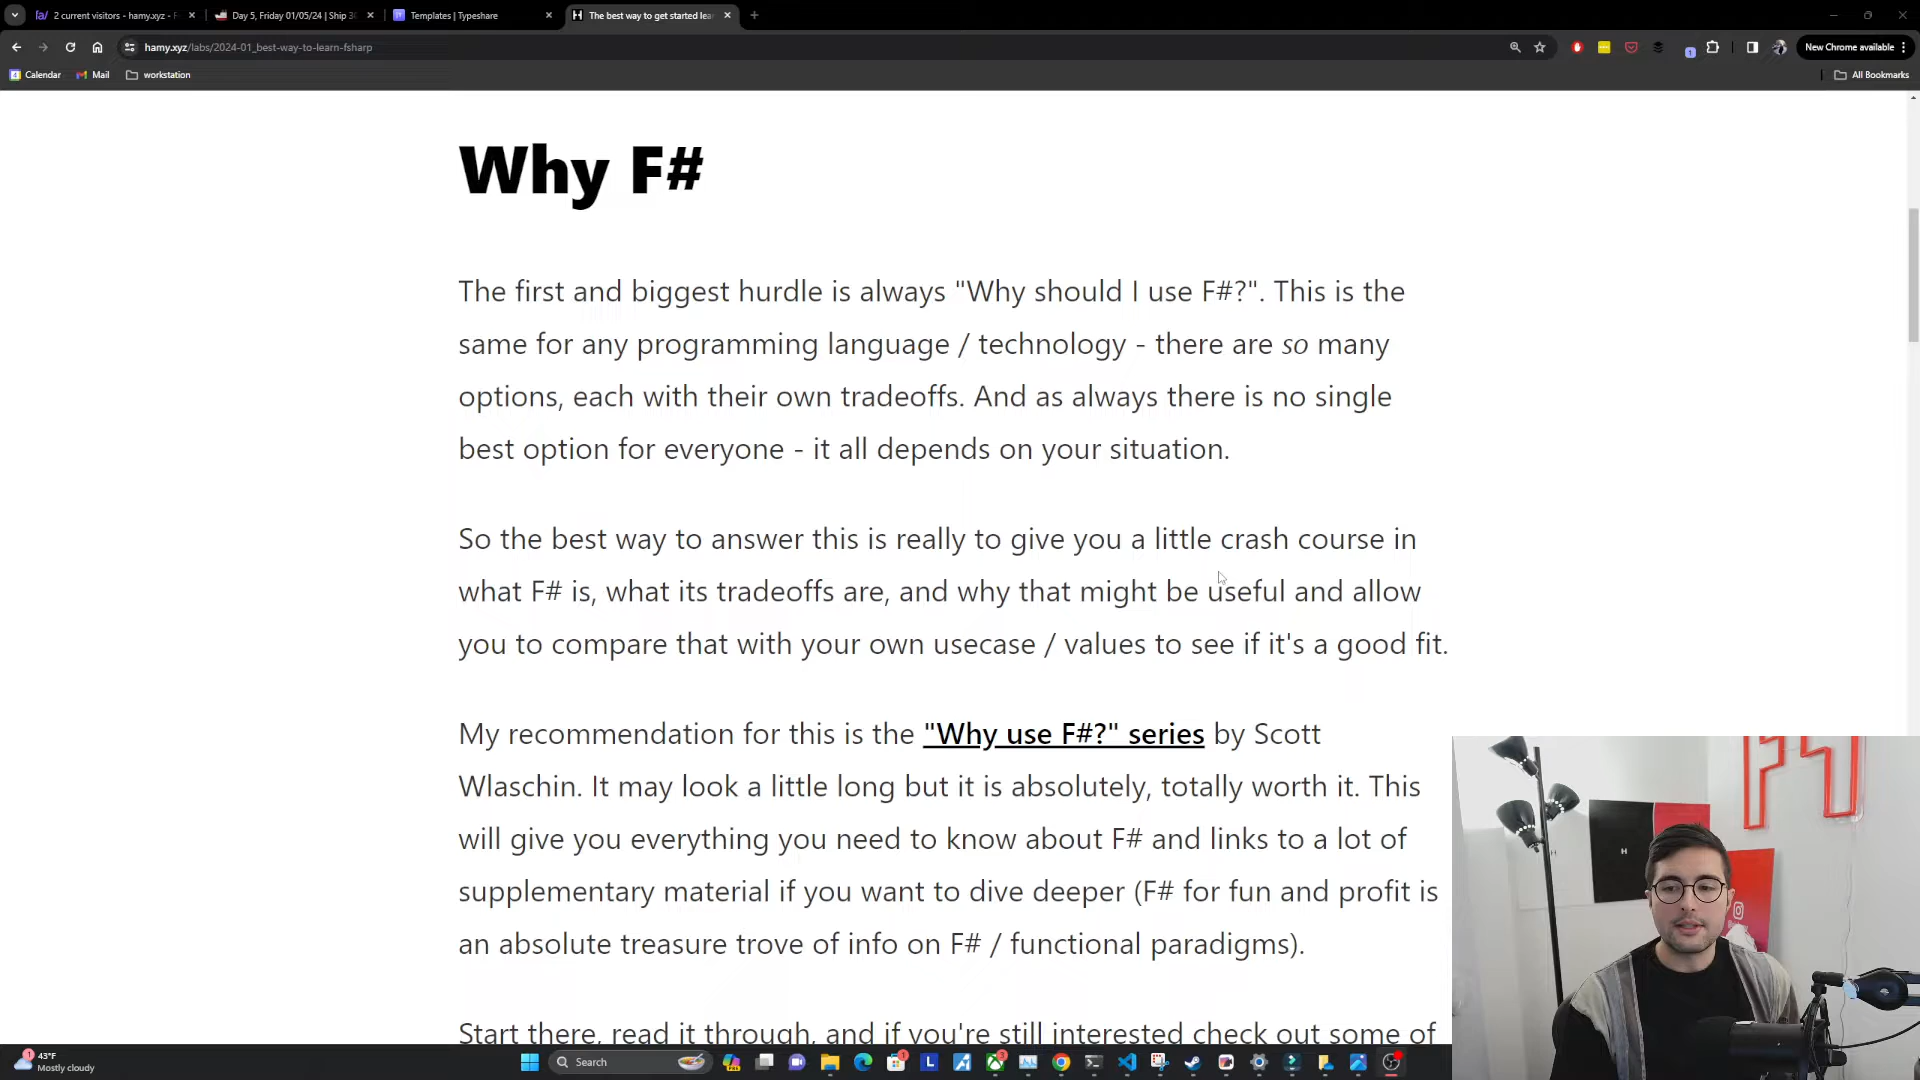 2 current visitors - hamy.xyz - F
Day 5, Friday 01/05/24 | Ship 30
Templates | Typeshare
The best way to get started lea
hamy.xyz/labs/2024-01_best-way-to-learn-fsharp
New Chrome available
Calendar
Mail
workstation
All Bookmarks
Why F#
The first and biggest hurdle is always "Why should I use F#?". This is the
same for any programming language / technology - there are so many
options, each with their own tradeoffs. And as always there is no single
best option for everyone - it all depends on your situation.
So the best way to answer this is really to give you a little crash course in
what F# is, what its tradeoffs are, and why that might be useful and allow
you to compare that with your own usecase / values to see if it's a good fit.
My recommendation for this is the "Why use F#?" series by Scott
Wlaschin. It may look a little long but it is absolutely, totally worth it. This
will give you everything you need to know about F# and links to a lot of
supplementary material if you want to dive deeper (F# for fun and profit is
an absolute treasure trove of info on F# / functional paradigms).
Start there, read it through, and if you're still interested check out some of
H
H
43°F
Mostly cloudy
Search